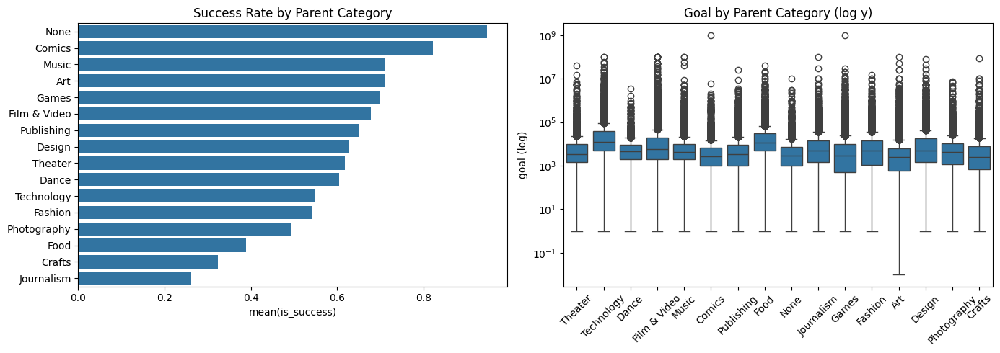 Success Rate by Parent Category
None
Comics
Music
Art
Games
Film & Video
Publishing
Design
Theater
Dance
Technology
Fashion
Photography
Food
Crafts
Journalism
0.0 0.2 0.4 0.6 0.8
mean(is_success)
Goal by Parent Category (log y)
goal (log)
10⁹
10⁷
10⁵
10³
10¹
10⁻¹
Theater
Technology
Dance
Film & Video
Music
Comics
Publishing
Food
None
Journalism
Games
Fashion
Art
Design
Photography
Crafts